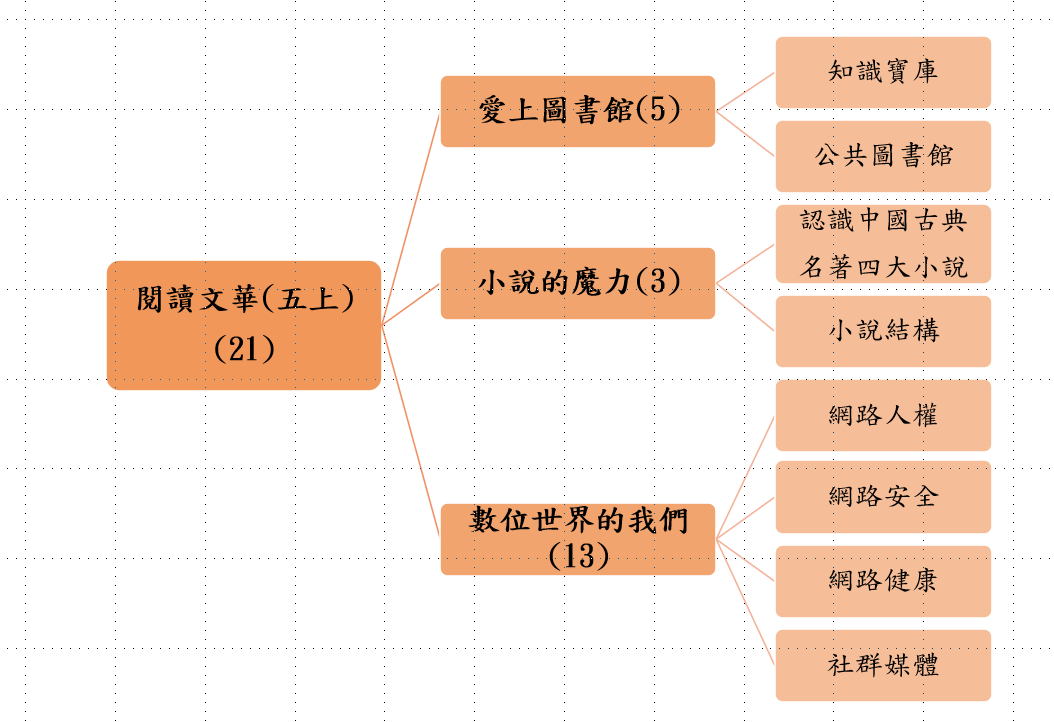 閱讀文華(五上)
(21)
愛上圖書館(5)
知識寶庫
公共圖書館
小說的魔力(3)
認識中國古典
名著四大小說
小說結構
數位世界的我們
(13)
網路人權
網路安全
網路健康
社群媒體